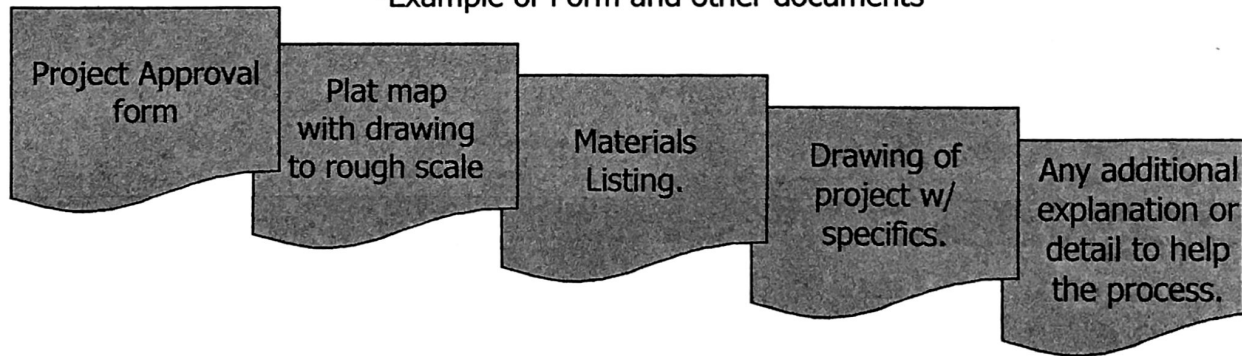 Example of Form and other documents
Project Approval
form
Plat map
with drawing
to rough scale
Materials
Listing.
Drawing of
project w/
specifics.
Any additional
explanation or
detail to help
the process.